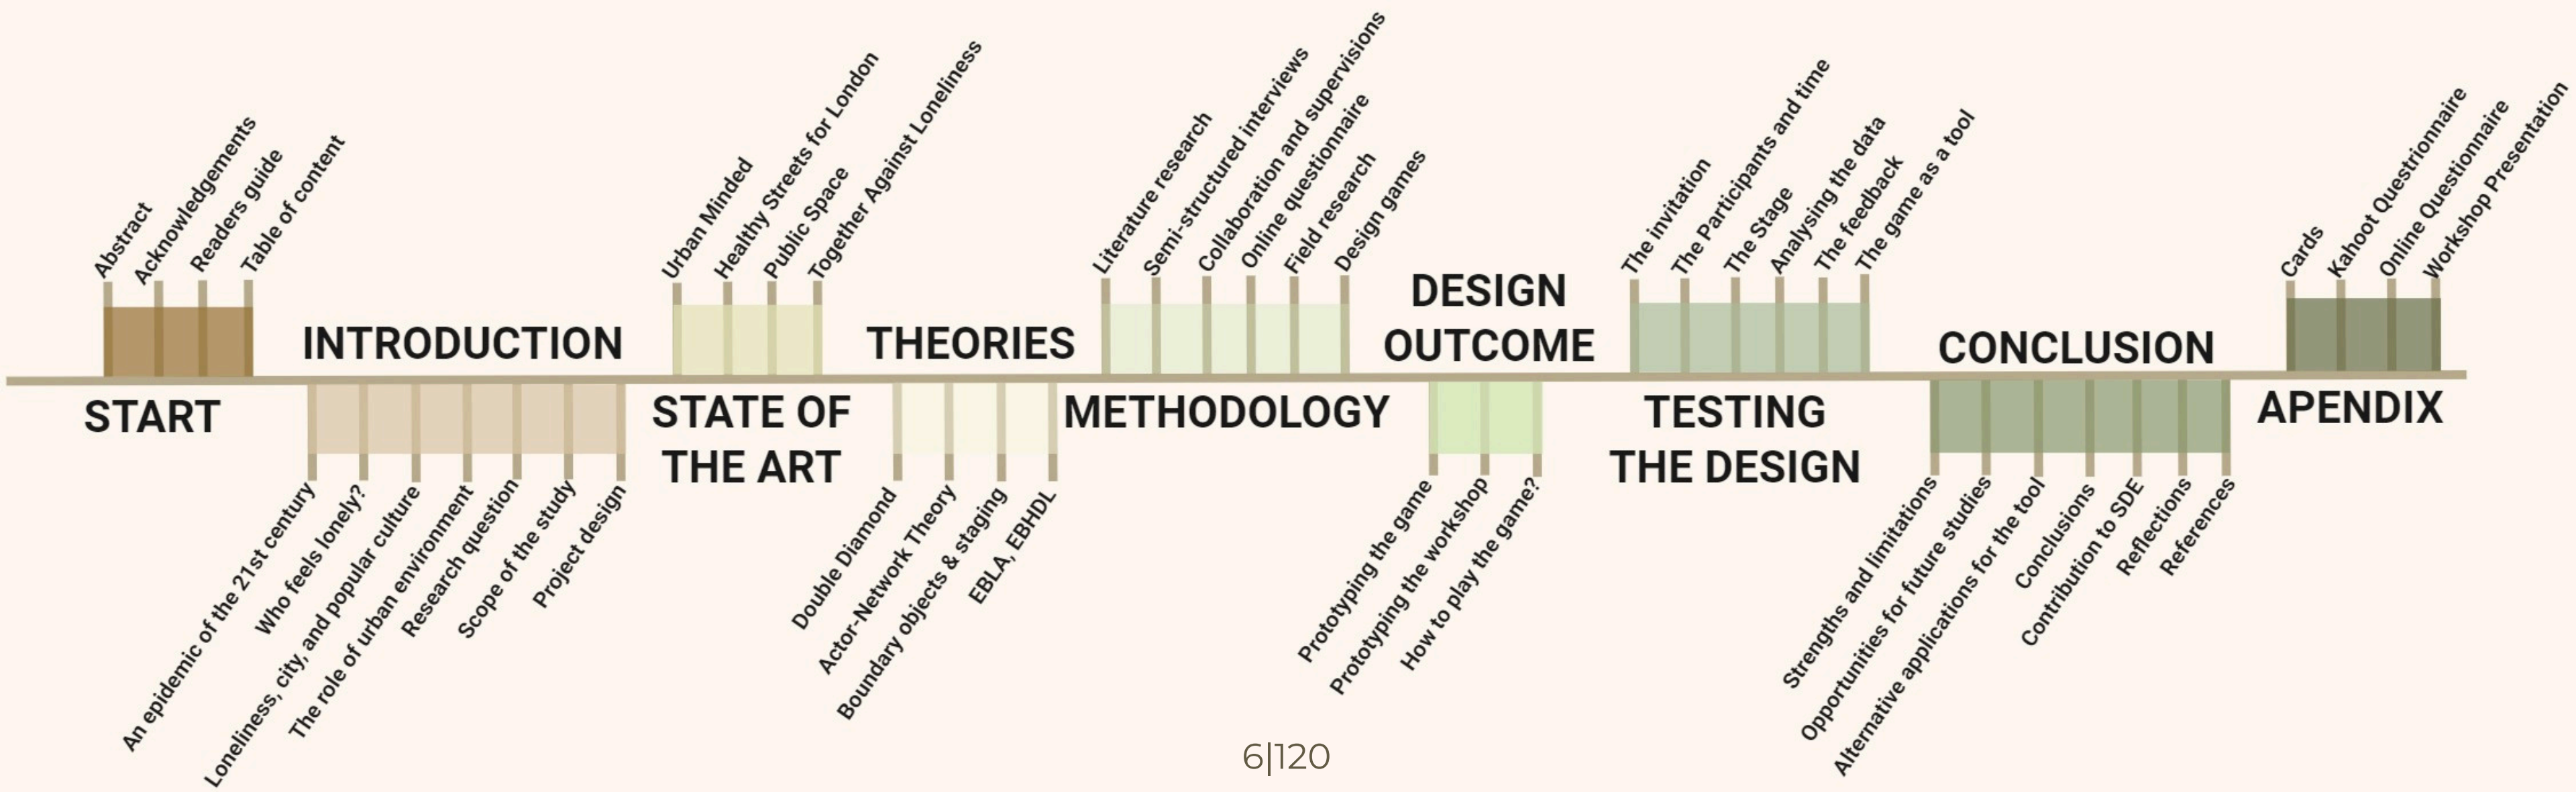 Abstract
Acknowledgements
Readers guide
Table of content
START
INTRODUCTION
An epidemic of the 21st century
Who feels lonely?
Loneliness, city, and popular culture
The role of urban environment
Research question
Scope of the study
Project design
Urban Minded
Healthy Streets for London
Public Space
Together Against Loneliness
STATE OF
THE ART
THEORIES
Double Diamond
Actor-Network Theory
Boundary objects & staging
EBLA, EBHDL
Literature research
Semi-structured interviews
Collaboration and supervisions
Online questionnaire
Field research
Design games
METHODOLOGY
DESIGN
OUTCOME
Prototyping the game
Prototyping the workshop
How to play the game?
The invitation
The Participants and time
The Stage
Analysing the data
The feedback
The game as a tool
TESTING
THE DESIGN
CONCLUSION
Strengths and limitations
Opportunities for future studies
Alternative applications for the tool
Conclusions
Contribution to SDE
Reflections
References
Cards
Kahoot Questrionnaire
Online Questionnaire
Workshop Presentation
APENDIX
6|120